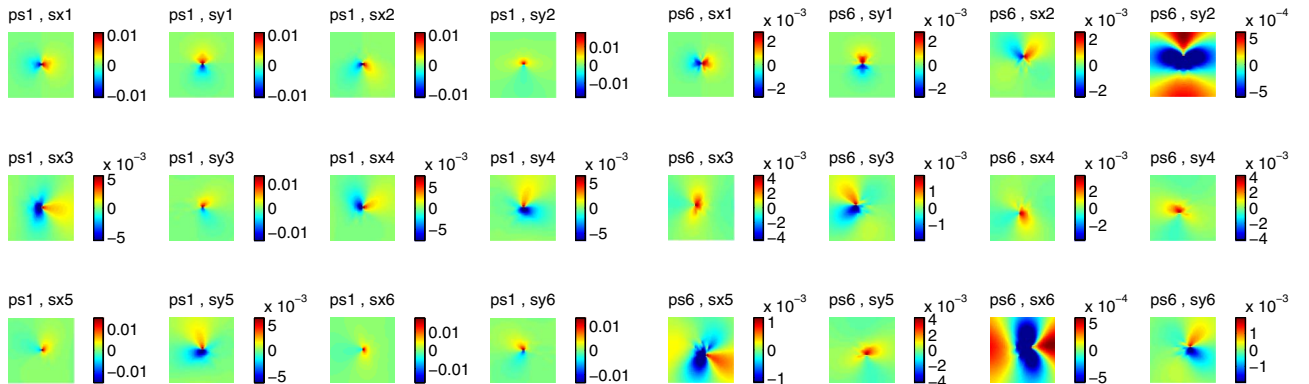 ps1 , sx1 ps1 , sy1 ps1 , sx2 ps1 , sy2 ps6 , sx1 x 10−3 ps6 , sy1 x 10−3 ps6 , sx2 x 10−3 ps6 , sy2 x 10−4
0.01 0.01 0.01 0.01 2 2 2 5
0 0 0 0 0 0 0 0
−0.01 −0.01 −0.01 −0.01 −2 −2 −2 −5
ps1 , sx3 x 10−3 ps1 , sy3 ps1 , sx4 x 10−3 ps1 , sy4 x 10−3 ps6 , sx3 x 10−3 ps6 , sy3 x 10−3 ps6 , sx4 x 10−3 ps6 , sy4 x 10−3
5 0.01 5 5 4 2 0 −2 −4 1 0 −1 2 0 −2 4 2 0 −2 −4
0 0 0 0
−5 −0.01 −5 −5
ps1 , sx5 ps1 , sy5 x 10−3 ps1 , sx6 ps1 , sy6 ps6 , sx5 x 10−3 ps6 , sy5 x 10−3 ps6 , sx6 x 10−4 ps6 , sy6 x 10−3
0.01 5 0.01 0.01 1 4 2 0 −2 −4 5 1
0 0 0 0 0 0 0
−0.01 −5 −0.01 −0.01 −1 −5 −1